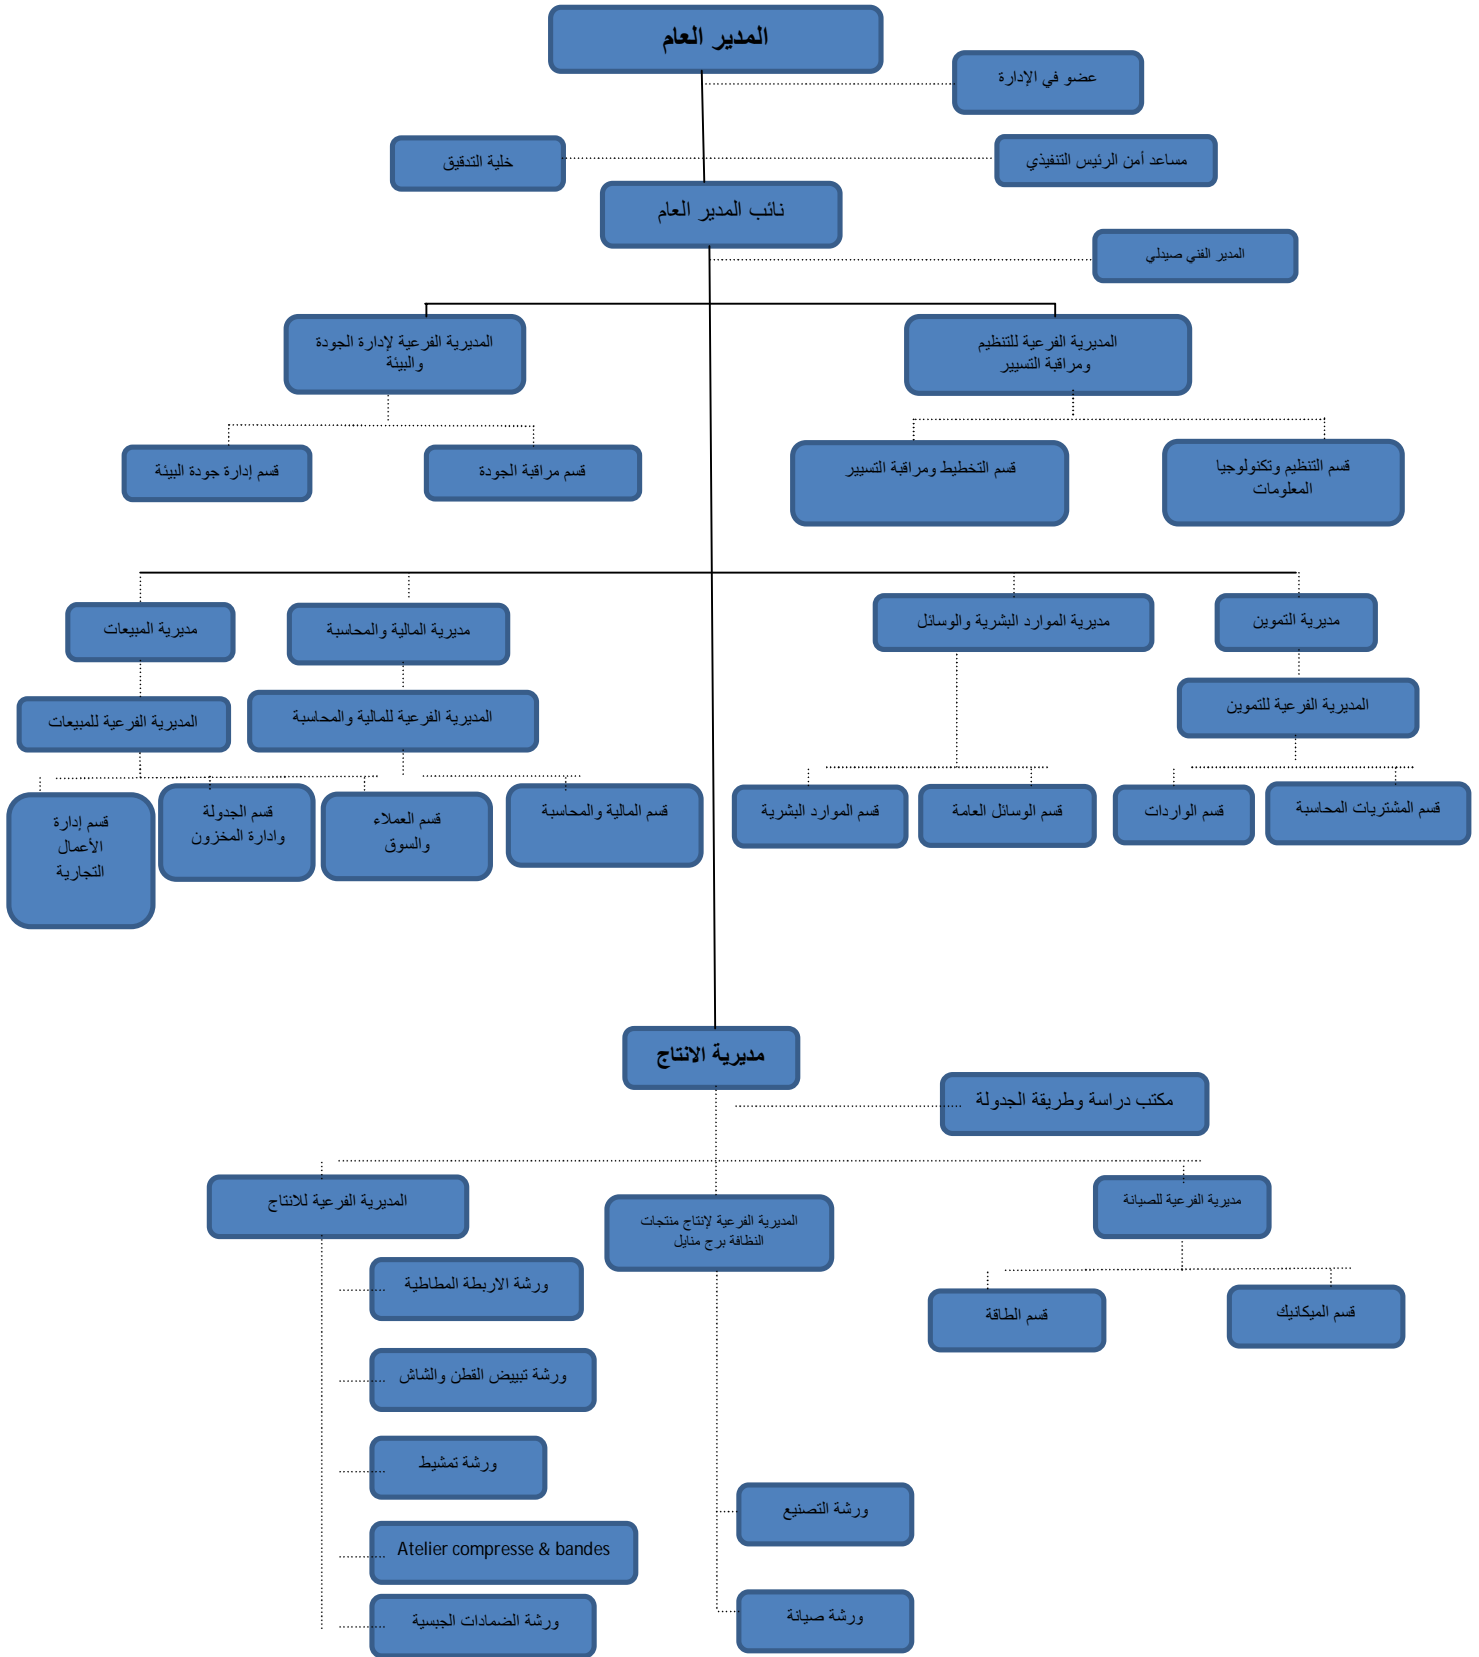 المدير العام
عضو في الإدارة
مساعد أمن الرئيس التنفيذي
خلية التدقيق
نائب المدير العام
المدير الفني صيدلي
المديرية الفرعية للتنظيم
ومراقبة التسيير
المديرية الفرعية لإدارة الجودة
والبيئة
قسم التنظيم وتكنولوجيا
المعلومات
قسم التخطيط ومراقبة التسيير
قسم مراقبة الجودة
قسم إدارة جودة البيئة
مديرية التموين
مديرية الموارد البشرية والوسائل
مديرية المالية والمحاسبة
مديرية المبيعات
المديرية الفرعية للتموين
المديرية الفرعية للمالية والمحاسبة
المديرية الفرعية للمبيعات
قسم المشتريات المحاسبة
قسم الواردات
قسم الوسائل العامة
قسم الموارد البشرية
قسم المالية والمحاسبة
قسم العملاء
والسوق
قسم الجدولة
وادارة المخزون
قسم إدارة
الأعمال
التجارية
مديرية الانتاج
مكتب دراسة وطريقة الجدولة
مديرية الفرعية للصيانة
المديرية الفرعية لإنتاج منتجات
النظافة برج منايل
المديرية الفرعية للانتاج
قسم الميكانيك
قسم الطاقة
ورشة الاربطة المطاطية
ورشة تبييض القطن والشاش
ورشة تمشيط
Atelier compresse & bandes
ورشة الضمادات الجبسية
ورشة التصنيع
ورشة صيانة